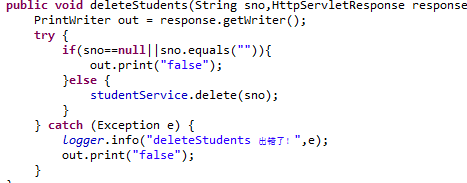 public void deleteStudents(String sno,HttpServletResponse response
PrintWriter out = response.getWriter();
try {
if(sno==null||sno.equals("")){
out.print("false");
}else {
studentService.delete(sno);
}
} catch (Exception e) {
logger.info("deleteStudents 出错了! ",e);
out.print("false");
}